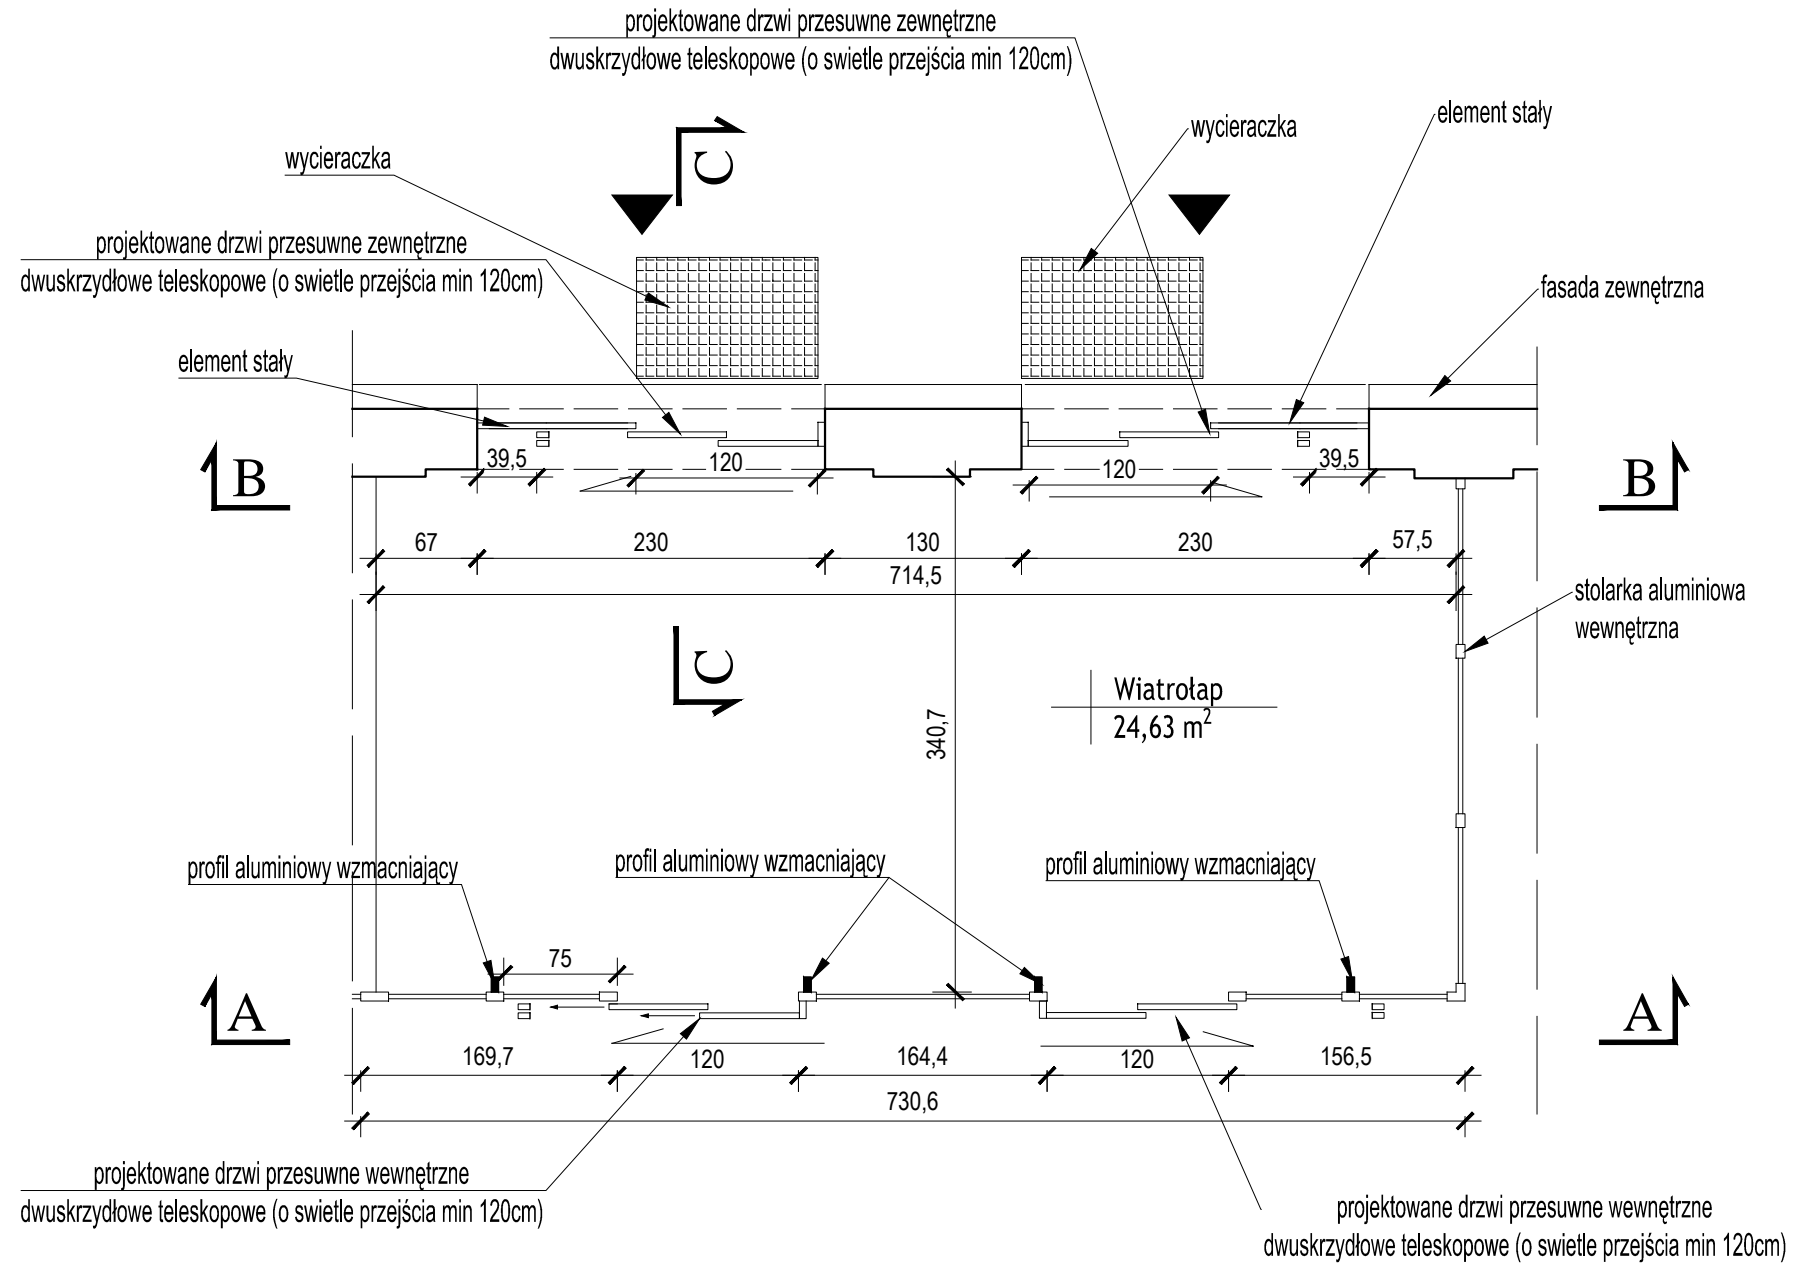 projektowane drzwi przesuwne zewnętrzne
dwuskrzydłowe teleskopowe (o swietle przejścia min 120cm)
element stały
wycieraczka
C
wycieraczka
projektowane drzwi przesuwne zewnętrzne
dwuskrzydłowe teleskopowe (o swietle przejścia min 120cm)
fasada zewnętrzna
element stały
39,5
120
120
39,5
B
B
67
230
130
230
57,5
714,5
stolarka aluminiowa
wewnętrzna
C
Wiatrołap
24,63 m²
340,7
profil aluminiowy wzmacniający
profil aluminiowy wzmacniający
profil aluminiowy wzmacniający
75
A
A
169,7
120
164,4
120
156,5
730,6
projektowane drzwi przesuwne wewnętrzne
dwuskrzydłowe teleskopowe (o swietle przejścia min 120cm)
projektowane drzwi przesuwne wewnętrzne
dwuskrzydłowe teleskopowe (o swietle przejścia min 120cm)